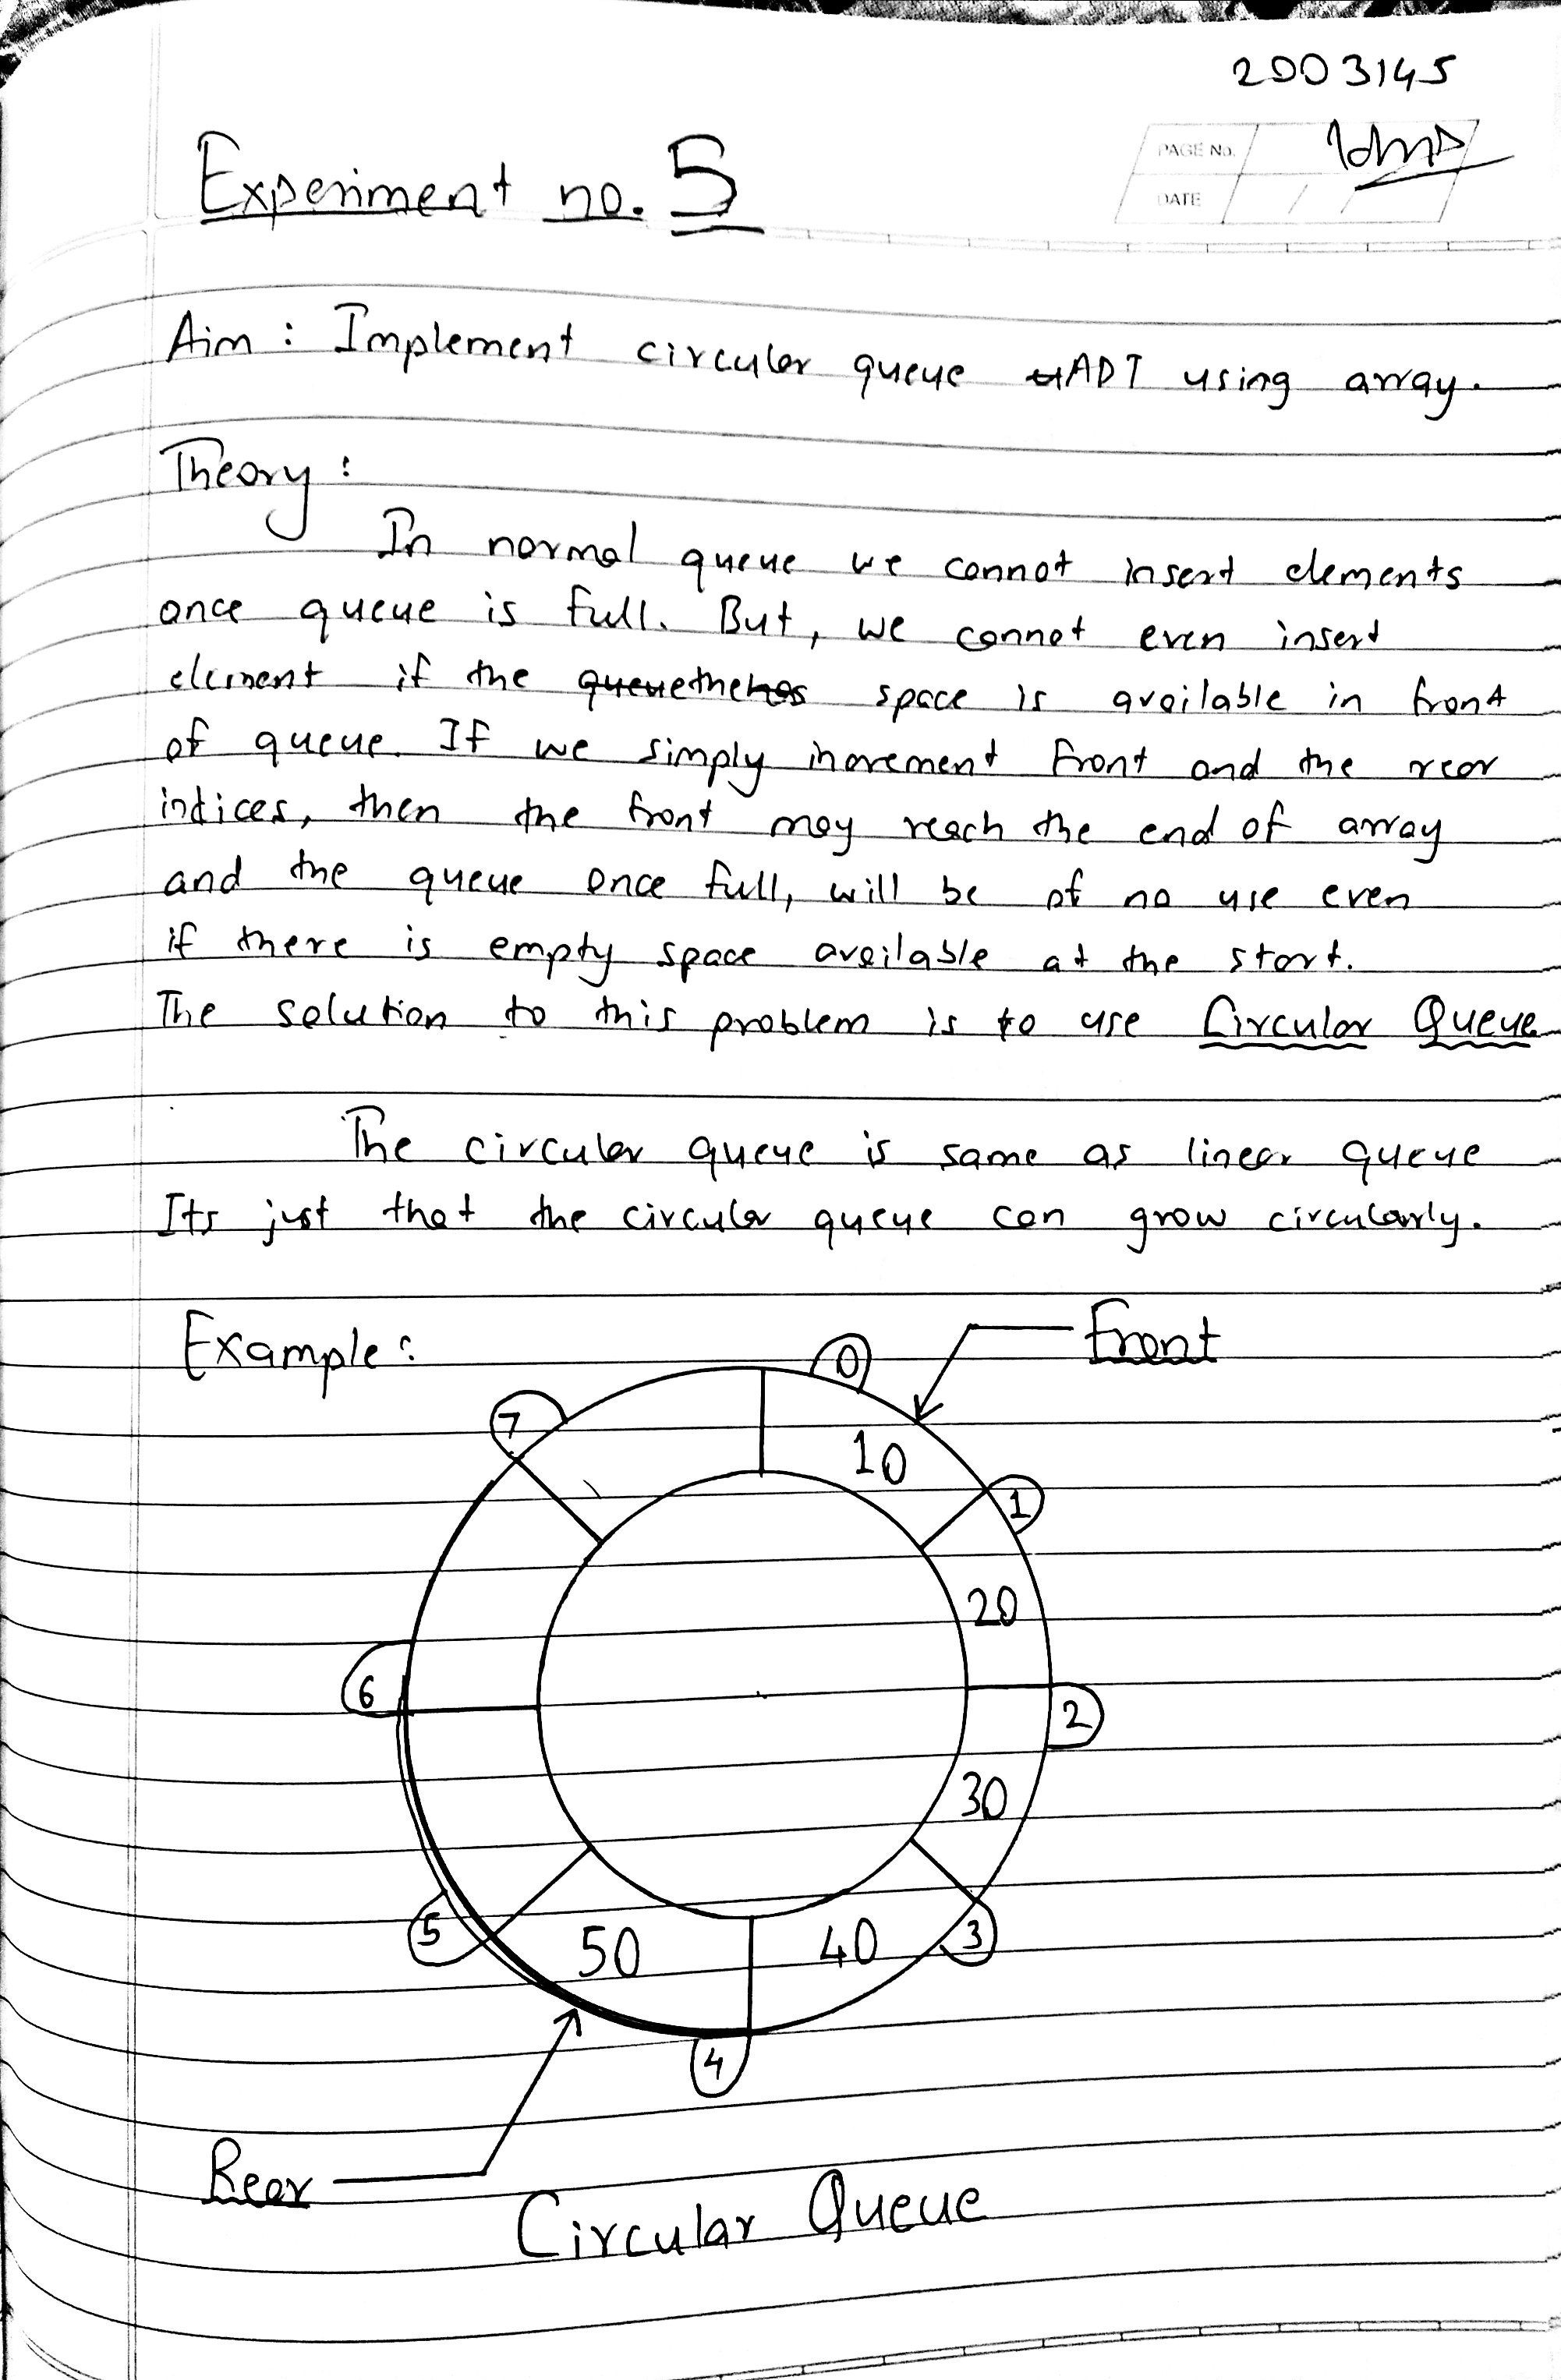 2003145
PAGE No.
DATE / /
Experiment no. 5
Aim : Implement circular queue ADT using array.
Theory :
In normal queue we cannot insert elements
once queue is full. But, we cannot even insert
element if the space is available in front
of queue. If we simply increment front and the rear
indices, then the front may reach the end of array
and the queue once full, will be of no use even
if there is empty space available at the start.
The solution to this problem is to use Circular Queue
The circular queue is same as linear queue
Its just that the circular queue can grow circularly.
Example :
Front
0
7
10
1
20
6
2
30
5
50
40
3
4
Rear
Circular Queue